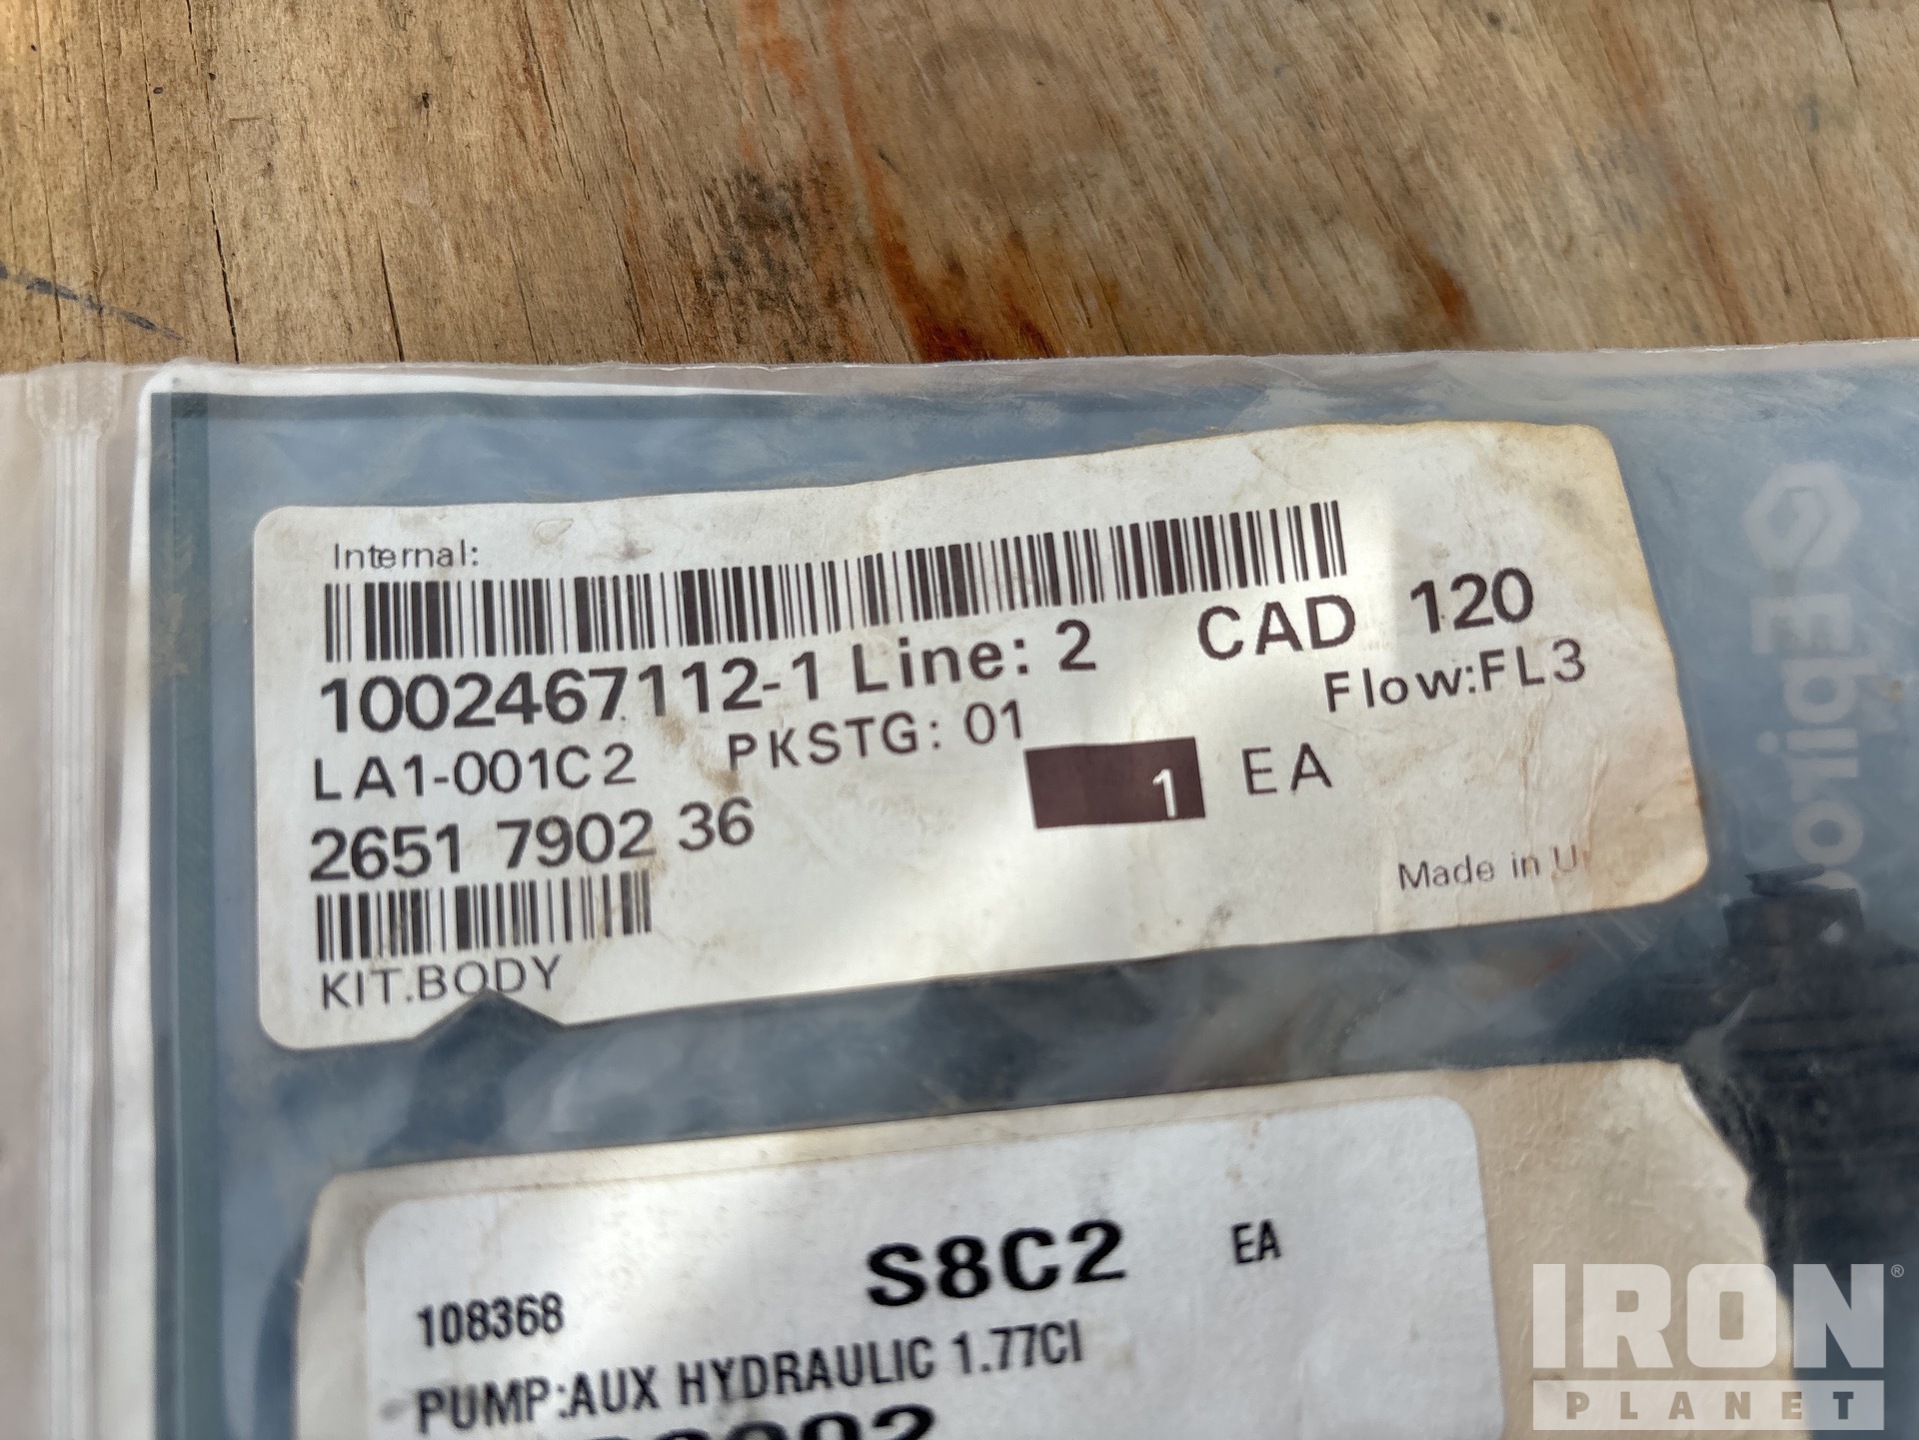 Internal:
1002467112-1 Line: 2 CAD 120
LA1-001C2 PKSTG: 01 Flow:FL3
2651 7902 36 1 EA
Made in
KIT.BODY
Epiroc
108368 S8C2 EA
PUMP:AUX HYDRAULIC 1.77CI
IRON
PLANET